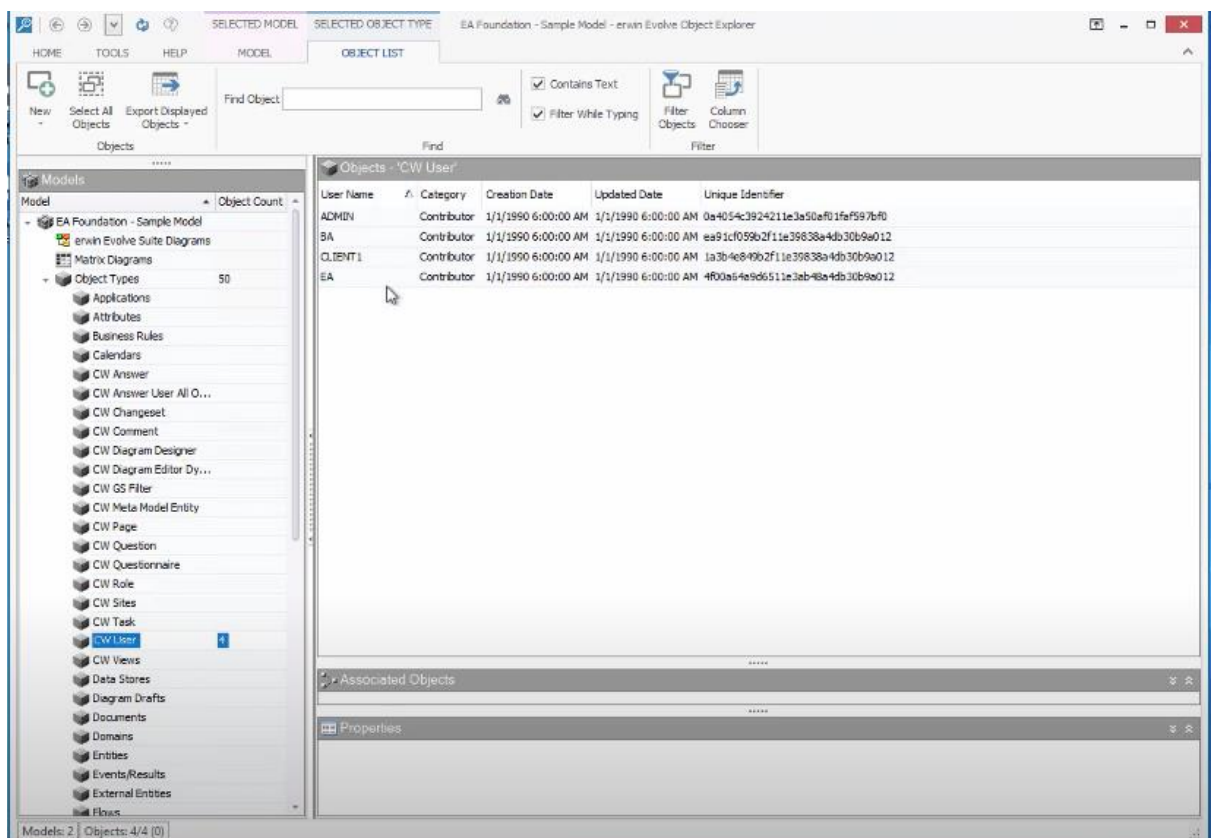 SELECTED MODEL SELECTED OBJECT TYPE EA Foundation - Sample Model - erwin Evolve Object Explorer
HOME TOOLS HELP MODEL OBJECT LIST
New Select All Objects Export Displayed Objects Find Object Contains Text Filter While Typing Filter Objects Column Chooser
Objects Find Filter
Models
Model Object Count
EA Foundation - Sample Model
erwin Evolve Suite Diagrams
Matrix Diagrams
Object Types 50
Applications
Attributes
Business Rules
Calendars
CW Answer
CW Answer User All O...
CW Changeset
CW Comment
CW Diagram Designer
CW Diagram Editor Dy...
CW GS Filter
CW Meta Model Entity
CW Page
CW Question
CW Questionnaire
CW Role
CW Sites
CW Task
CW User 4
CW Views
Data Stores
Diagram Drafts
Documents
Domains
Entities
Events/Results
External Entities
Flows
Objects - 'CW User'
User Name Category Creation Date Updated Date Unique Identifier
ADMIN Contributor 1/1/1990 6:00:00 AM 1/1/1990 6:00:00 AM 0a4054c3924211e3a50af01faf597bf0
BA Contributor 1/1/1990 6:00:00 AM 1/1/1990 6:00:00 AM ea91cf059b2f11e39838a4db30b9a012
CLIENT1 Contributor 1/1/1990 6:00:00 AM 1/1/1990 6:00:00 AM 1a3b4e849b2f11e39838a4db30b9a012
EA Contributor 1/1/1990 6:00:00 AM 1/1/1990 6:00:00 AM 4f00a64a9d6511e3ab48a4db30b9a012
Associated Objects
Properties
Models: 2 Objects: 4/4 (0)